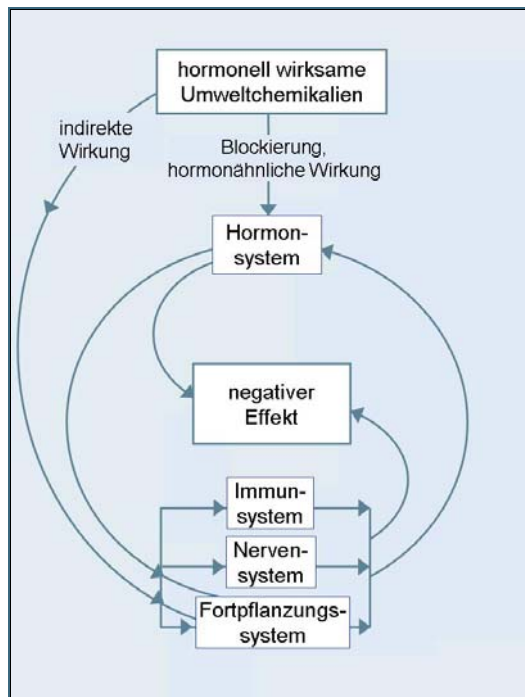 hormonell wirksame
Umweltchemikalien
indirekte
Wirkung
Blockierung,
hormonähnliche Wirkung
Hormon-
system
negativer
Effekt
Immun-
system
Nerven-
system
Fortpflanzungs-
system